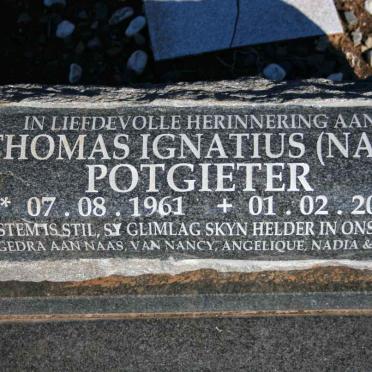 IN LIEFDEVOLLE HERINNERING AAN
THOMAS IGNATIUS (NA
POTGIETER
* 07.08.1961 + 01.02.20
STEM IS STIL, SY GLIMLAG SKYN HELDER IN ONS
GEDRA AAN NAAS, VAN NANCY, ANGELIQUE, NADIA &